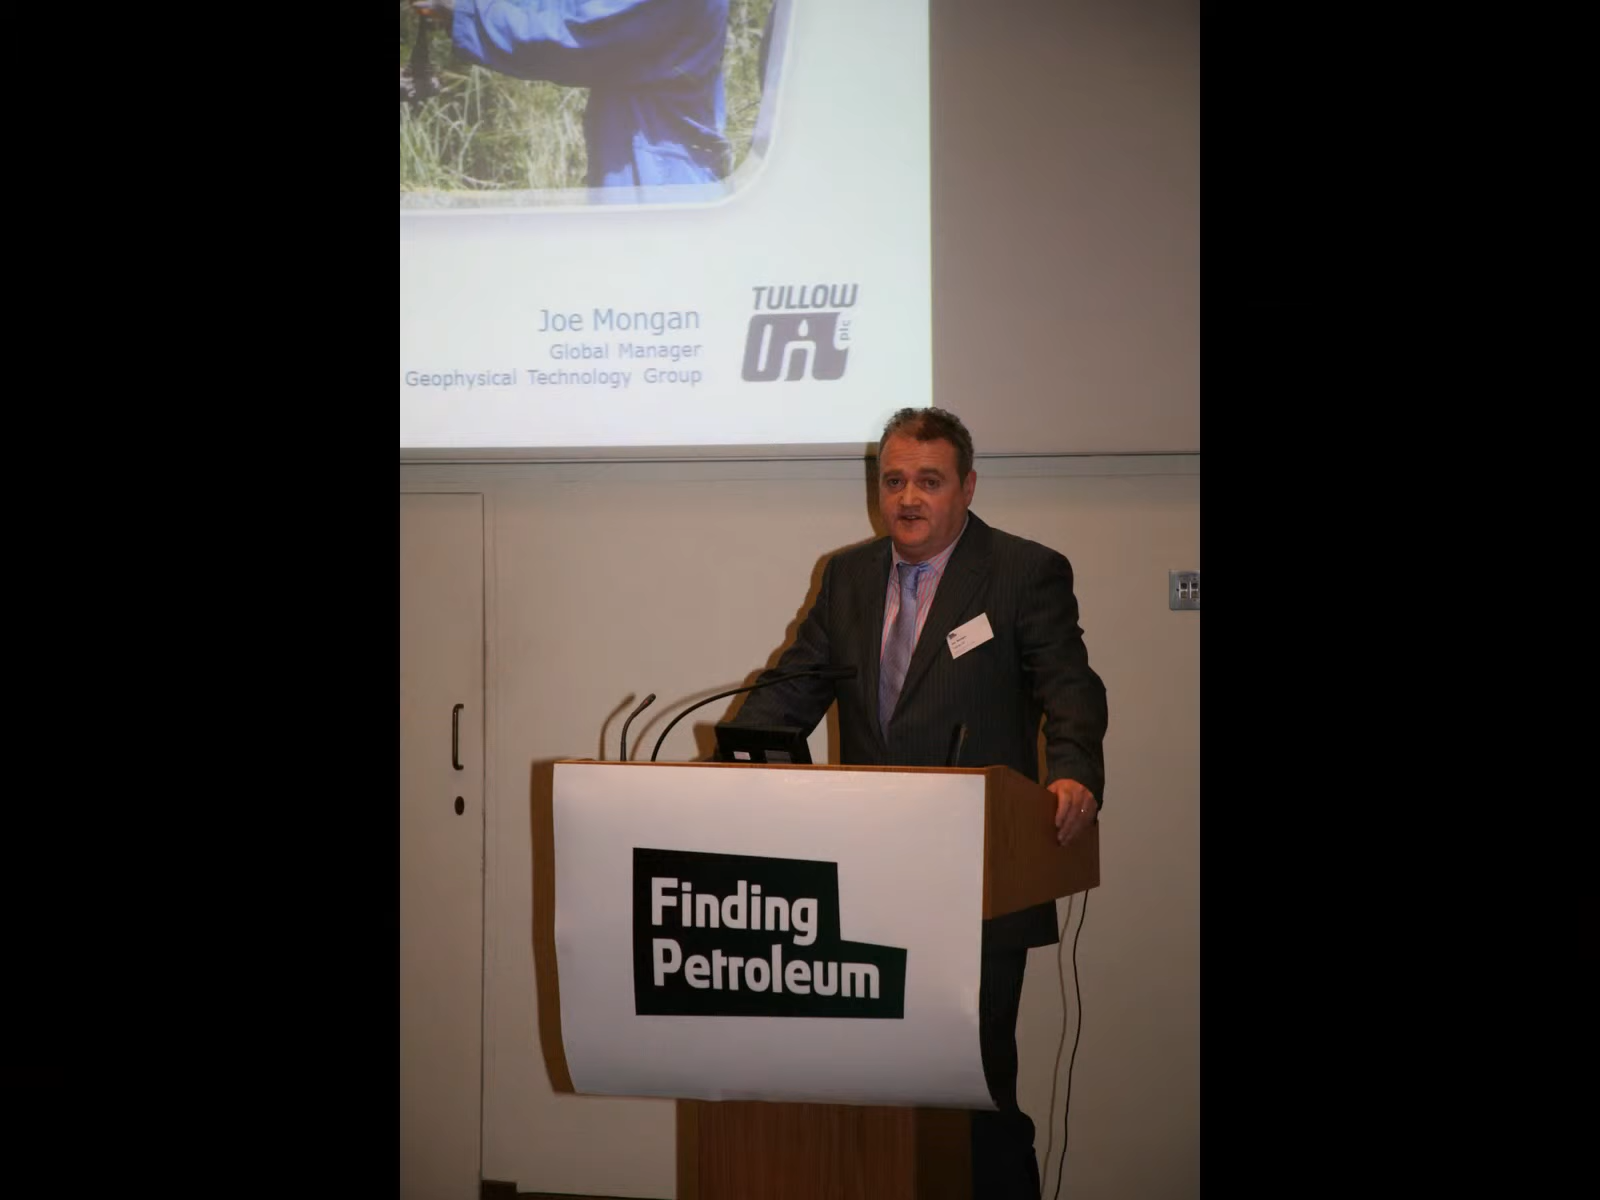 Joe Mongan
Global Manager
Geophysical Technology Group
TULLOW
Oil
plc
Finding
Petroleum